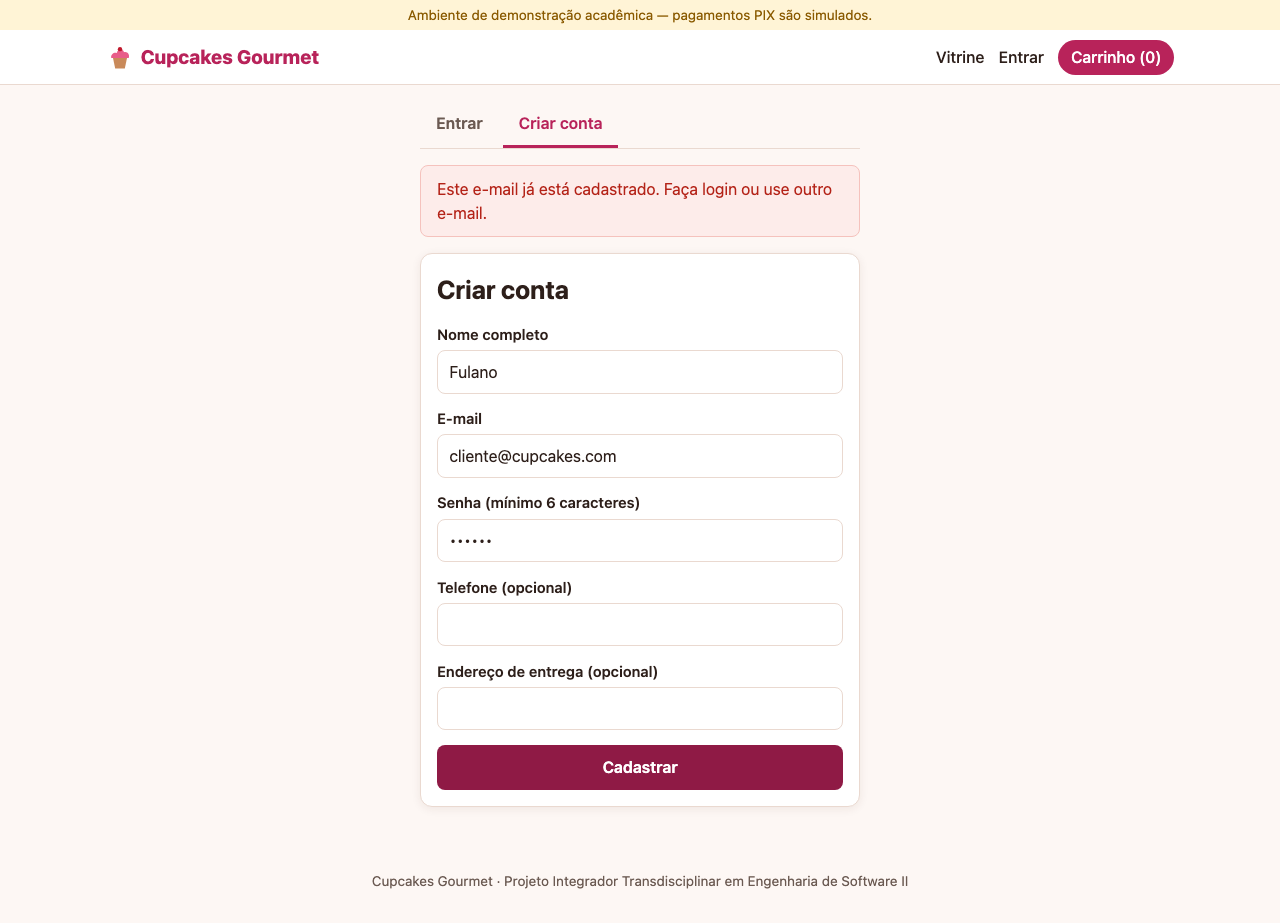 Ambiente de demonstração acadêmica — pagamentos PIX são simulados.
Cupcakes Gourmet
Vitrine
Entrar
Carrinho (0)
Entrar
Criar conta
Este e-mail já está cadastrado. Faça login ou use outro
e-mail.
Criar conta
Nome completo
Fulano
E-mail
cliente@cupcakes.com
Senha (mínimo 6 caracteres)
••••••
Telefone (opcional)
Endereço de entrega (opcional)
Cadastrar
Cupcakes Gourmet · Projeto Integrador Transdisciplinar em Engenharia de Software II